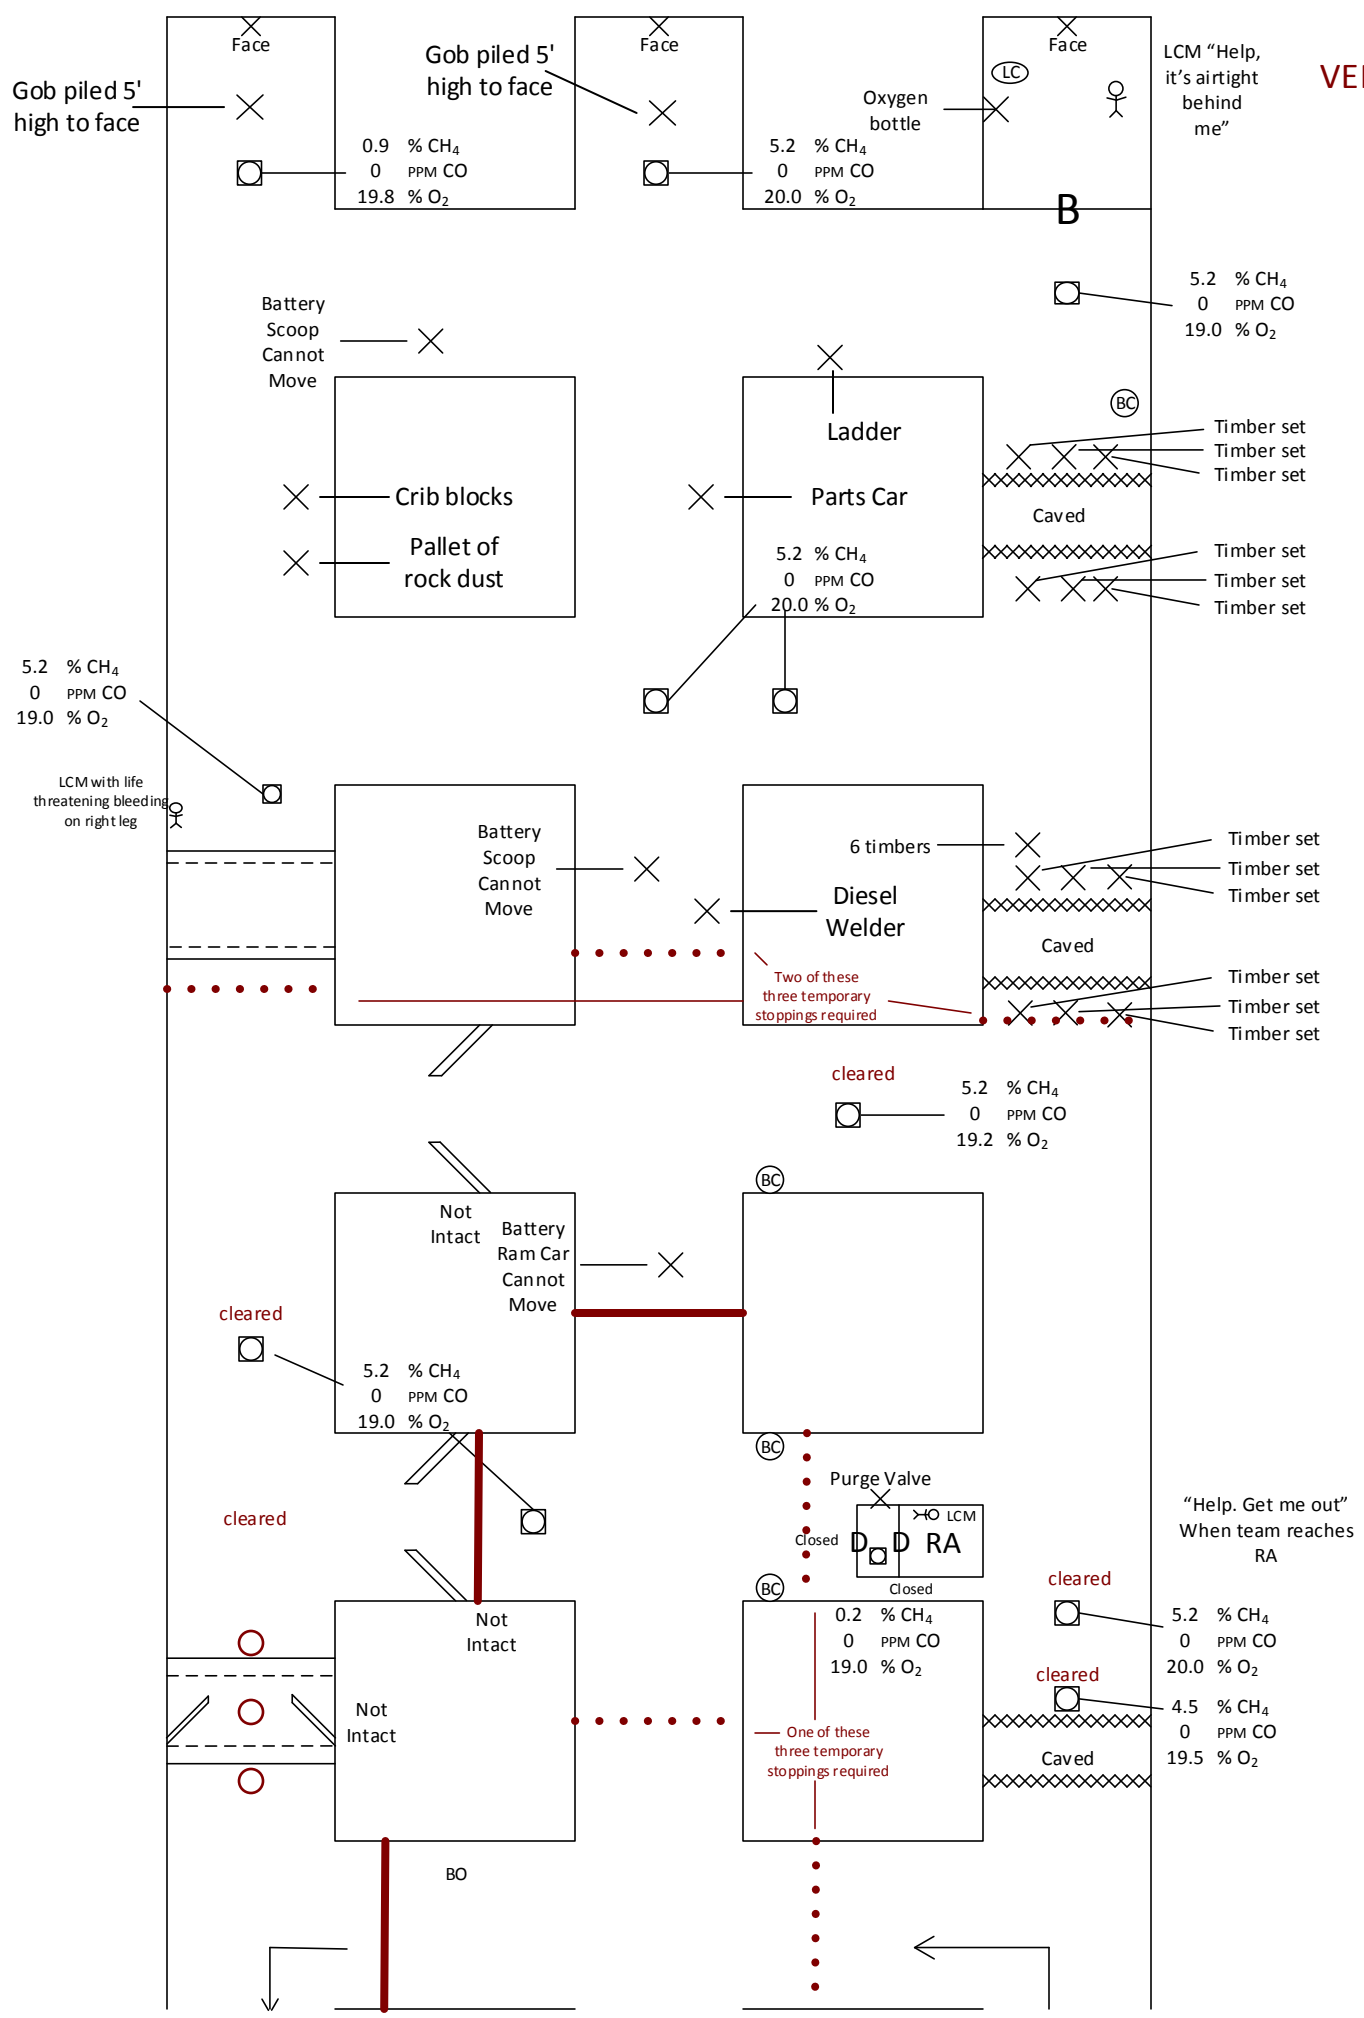 Face
Face
Face
Gob piled 5'
high to face
Gob piled 5'
high to face
LC
Oxygen
bottle
LCM “Help,
it's airtight
behind
me”
VE
0.9 % CH4
0 PPM CO
19.8 % O2
5.2 % CH4
0 PPM CO
20.0 % O2
B
5.2 % CH4
0 PPM CO
19.0 % O2
Battery
Scoop
Cannot
Move
BC
Ladder
Timber set
Timber set
Timber set
Crib blocks
Parts Car
Caved
Pallet of
rock dust
5.2 % CH4
0 PPM CO
20.0 % O2
Timber set
Timber set
Timber set
5.2 % CH4
0 PPM CO
19.0 % O2
LCM with life
threatening bleeding
on right leg
Battery
Scoop
Cannot
Move
6 timbers
Diesel
Welder
Timber set
Timber set
Timber set
Caved
Two of these
three temporary
stoppings required
Timber set
Timber set
Timber set
cleared
5.2 % CH4
0 PPM CO
19.2 % O2
BC
Not
Intact
Battery
Ram Car
Cannot
Move
cleared
5.2 % CH4
0 PPM CO
19.0 % O2
BC
Purge Valve
LCM
Closed
D D RA
Closed
“Help. Get me out”
When team reaches
RA
cleared
cleared
BC
Not
Intact
0.2 % CH4
0 PPM CO
19.0 % O2
5.2 % CH4
0 PPM CO
20.0 % O2
cleared
Not
Intact
One of these
three temporary
stoppings required
4.5 % CH4
0 PPM CO
19.5 % O2
Caved
BO